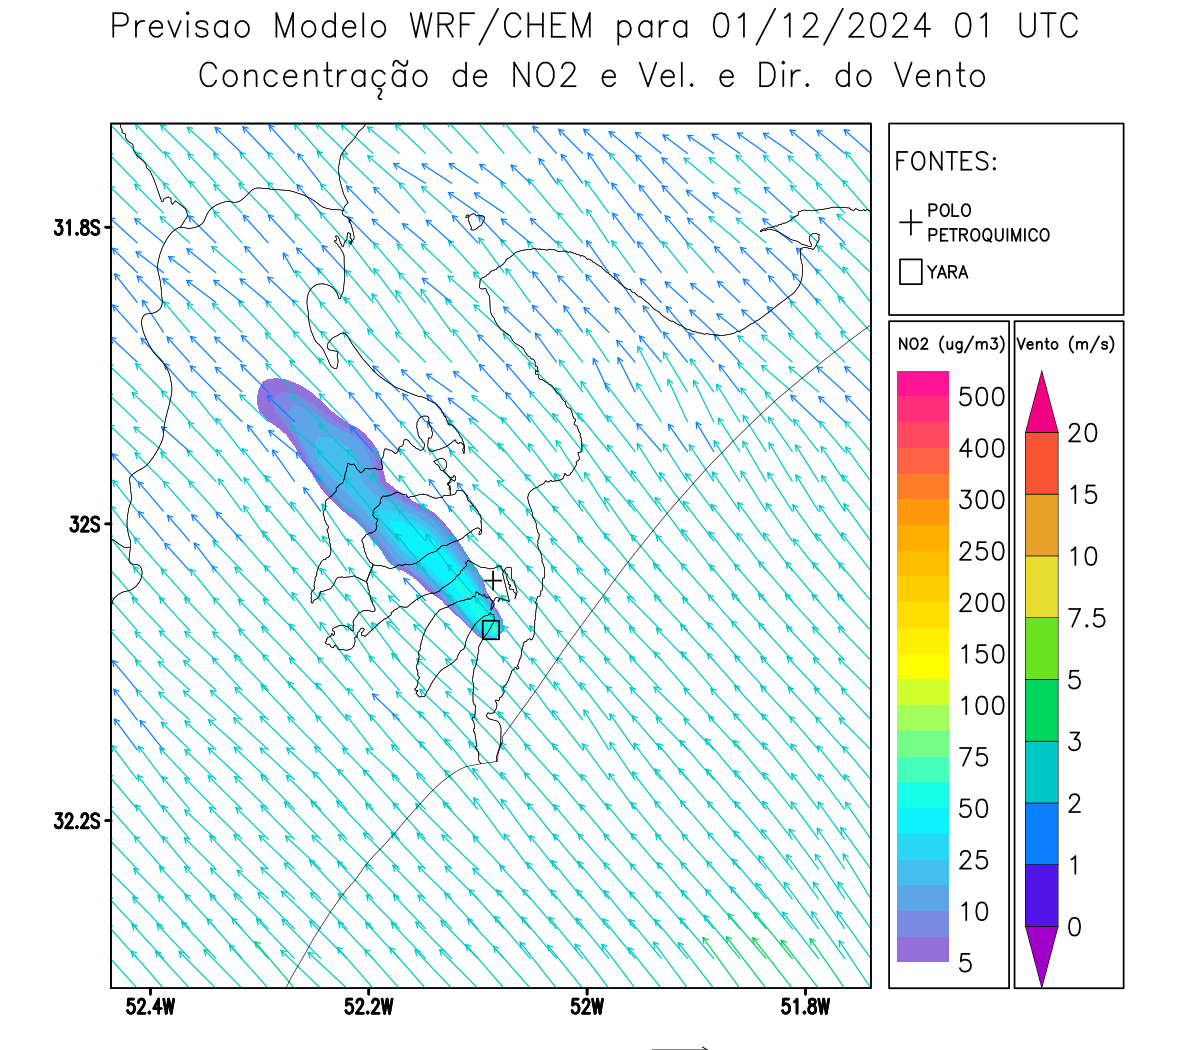 Previsao Modelo WRF/CHEM para 01/12/2024 01 UTC
Concentração de NO2 e Vel. e Dir. do Vento
31.8S
32S
32.2S
52.4W
52.2W
52W
51.8W
FONTES:
POLO
PETROQUIMICO
YARA
NO2 (ug/m3)
500
400
300
250
200
150
100
75
50
25
10
5
Vento (m/s)
20
15
10
7.5
5
3
2
1
0